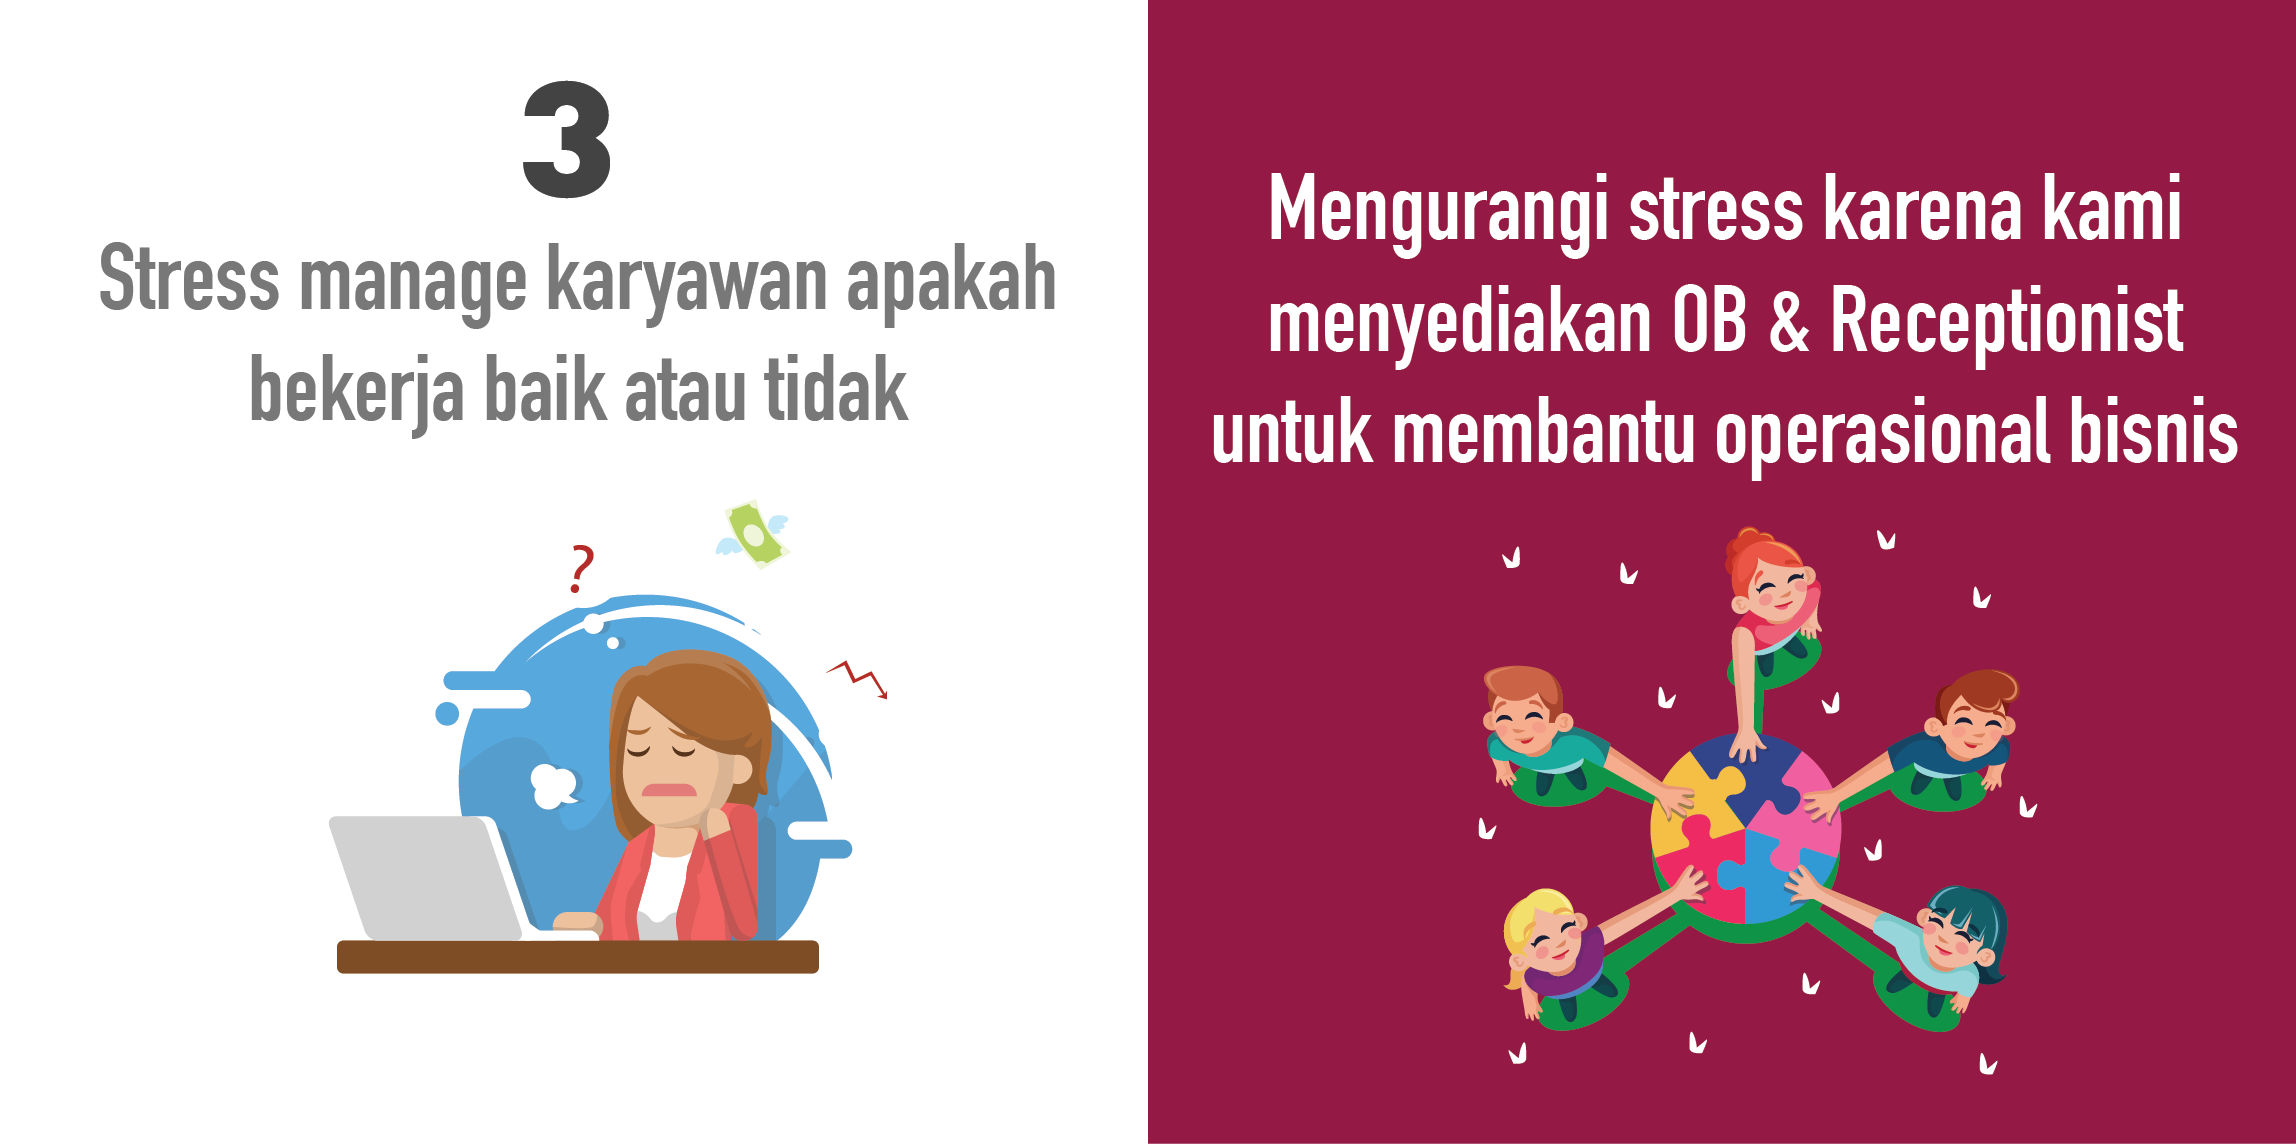 3
Stress manage karyawan apakah
bekerja baik atau tidak
?
Mengurangi stress karena kami
menyediakan OB & Receptionist
untuk membantu operasional bisnis